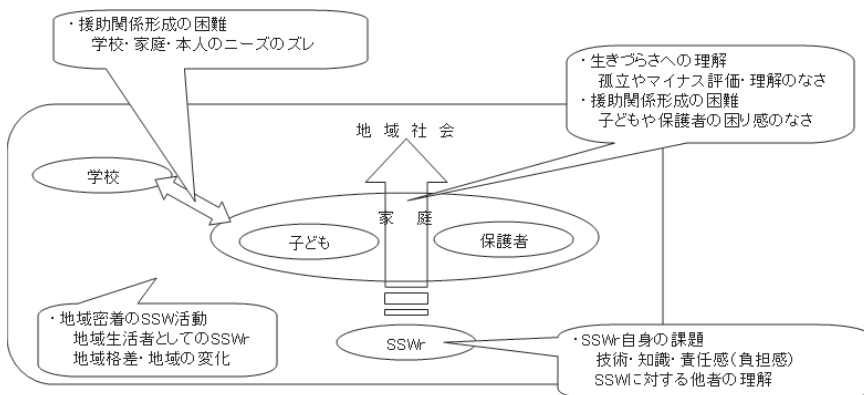 ・援助関係形成の困難
学校・家庭・本人のニーズのズレ
・生きづらさへの理解
孤立やマイナス評価・理解のなさ
・援助関係形成の困難
子どもや保護者の困り感のなさ
地域社会
学校
家庭
子ども
保護者
・地域密着のSSW活動
地域生活者としてのSSWr
地域格差・地域の変化
SSWr
・SSWr自身の課題
技術・知識・責任感(負担感)
SSWに対する他者の理解